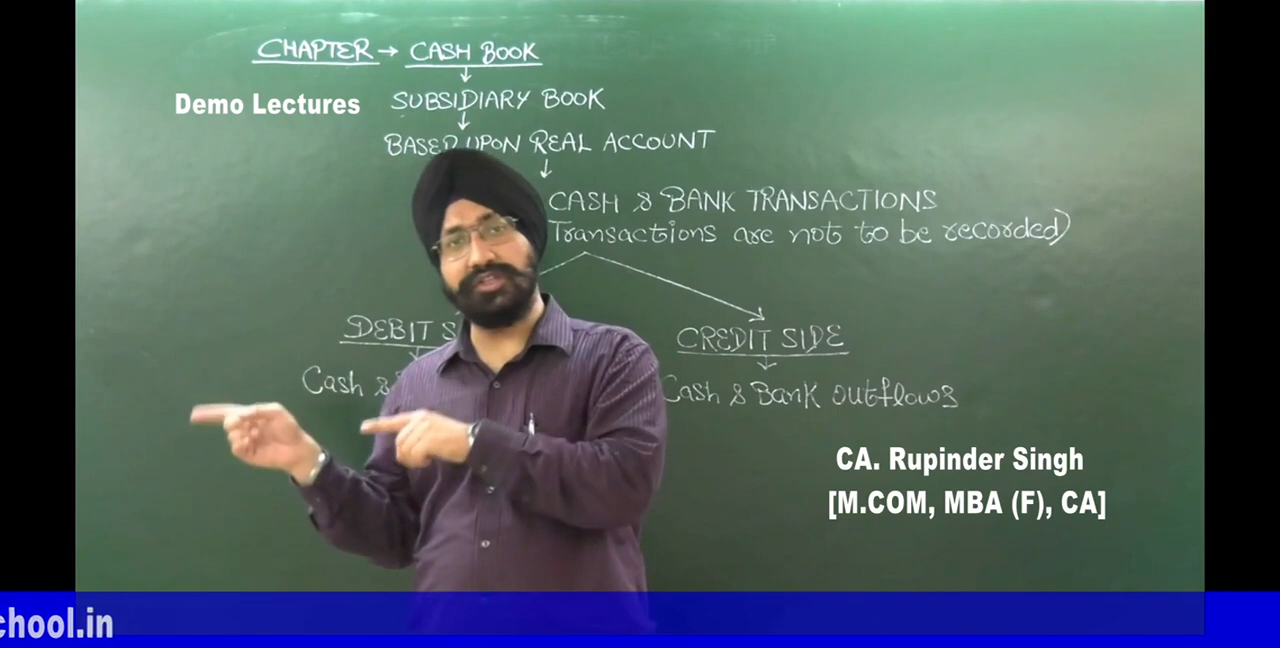 CHAPTER → CASH BOOK
Demo Lectures
SUBSIDIARY BOOK
BASED UPON REAL ACCOUNT
CASH & BANK TRANSACTIONS
Transactions are not to be recorded)
DEBIT S
CREDIT SIDE
Cash &
Cash & Bank outflows
CA. Rupinder Singh
[M.COM, MBA (F), CA]
chool.in